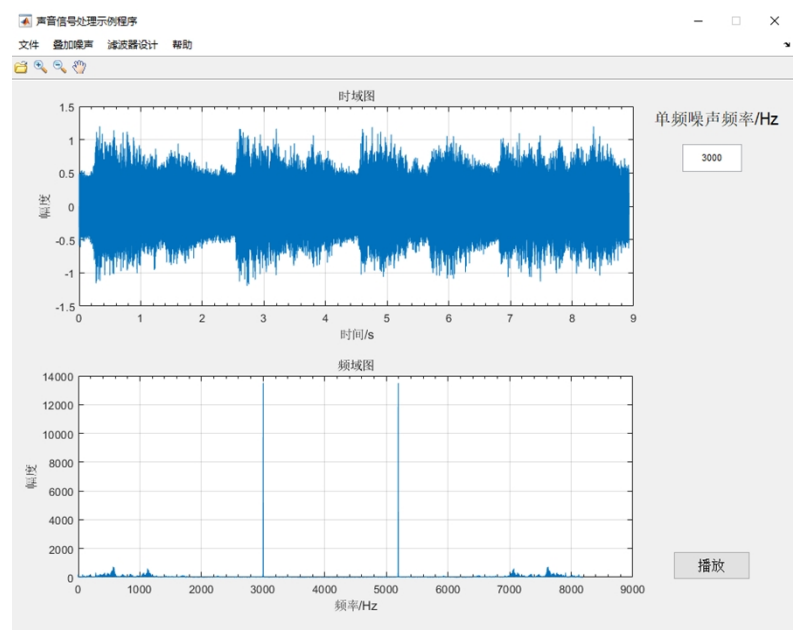 声音信号处理示例程序
文件 叠加噪声 滤波器设计 帮助
时域图
单频噪声频率/Hz
3000
1.5
1
0.5
0
-0.5
-1
-1.5
幅度
0 1 2 3 4 5 6 7 8 9
时间/s
频域图
14000
12000
10000
8000
6000
4000
2000
0
幅度
0 1000 2000 3000 4000 5000 6000 7000 8000 9000
频率/Hz
播放